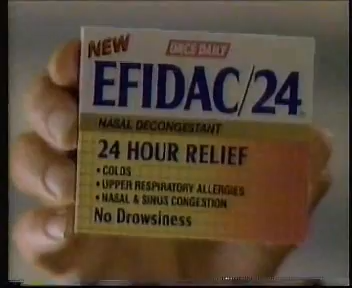 NEW
ONCE DAILY
EFIDAC/24
NASAL DECONGESTANT
24 HOUR RELIEF
• COLDS
• UPPER RESPIRATORY ALLERGIES
• NASAL & SINUS CONGESTION
No Drowsiness